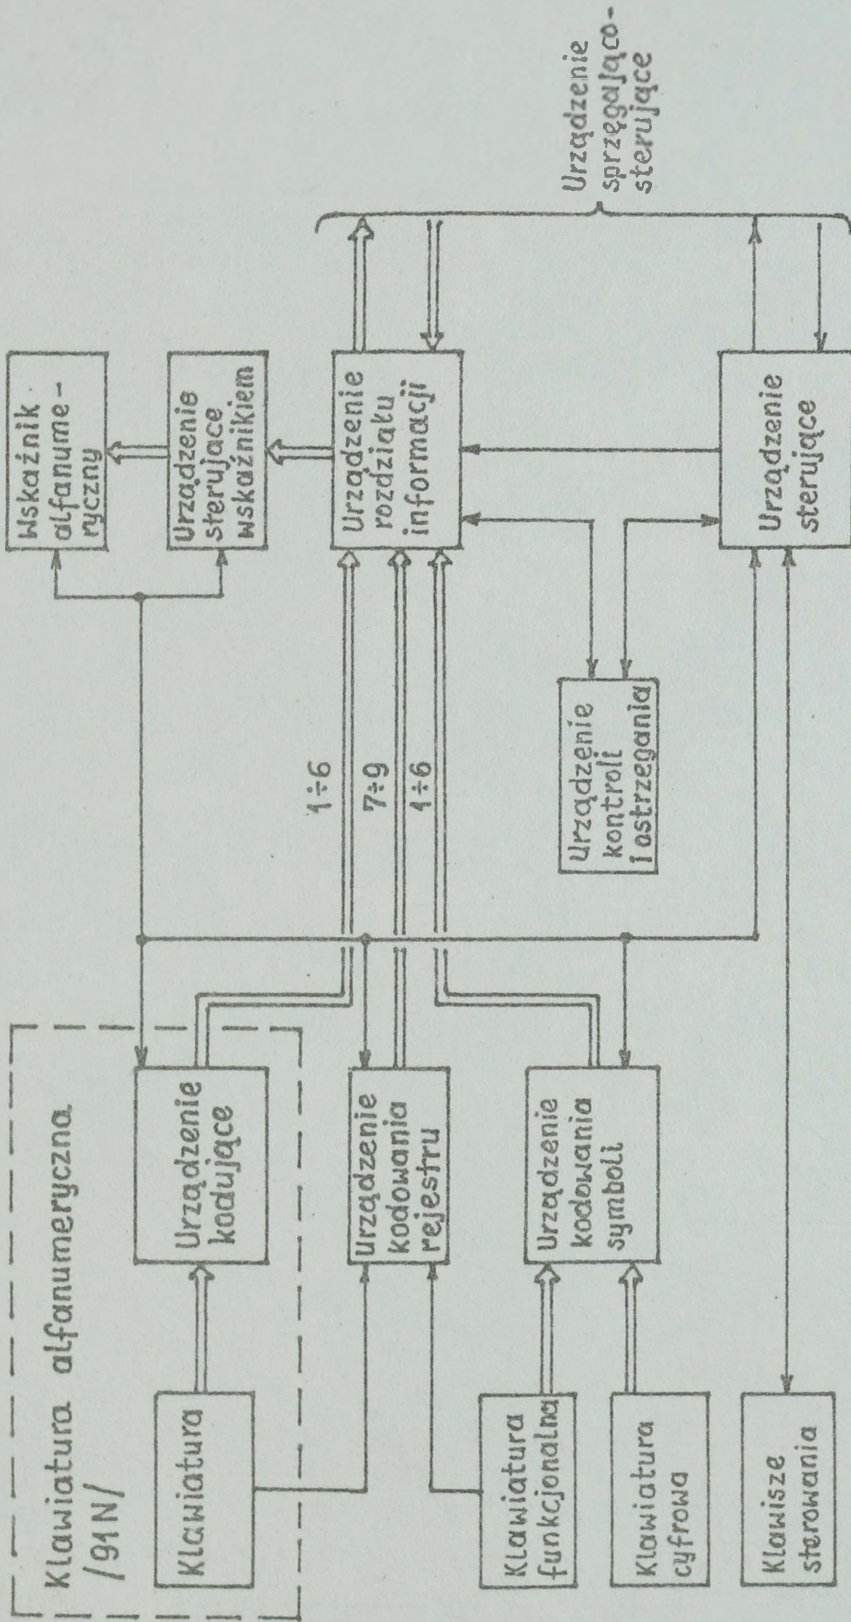 Klawiatura alfanumeryczna
/91N/
Klawiatura
Urządzenie
kodujące
Wskaźnik
alfanume-
ryczny
Urządzenie
sterujące
wskaźnikiem
Klawiatura
funkcjonalna
Klawiatura
cyfrowa
Klawisze
sterowania
Urządzenie
kodowania
rejestru
Urządzenie
kodowania
symboli
1÷6
7÷9
1÷6
Urządzenie
rozdziału
informacji
Urządzenie
kontroli
i ostrzegania
Urządzenie
sterujące
Urządzenie
sprzęgająco-
sterujące